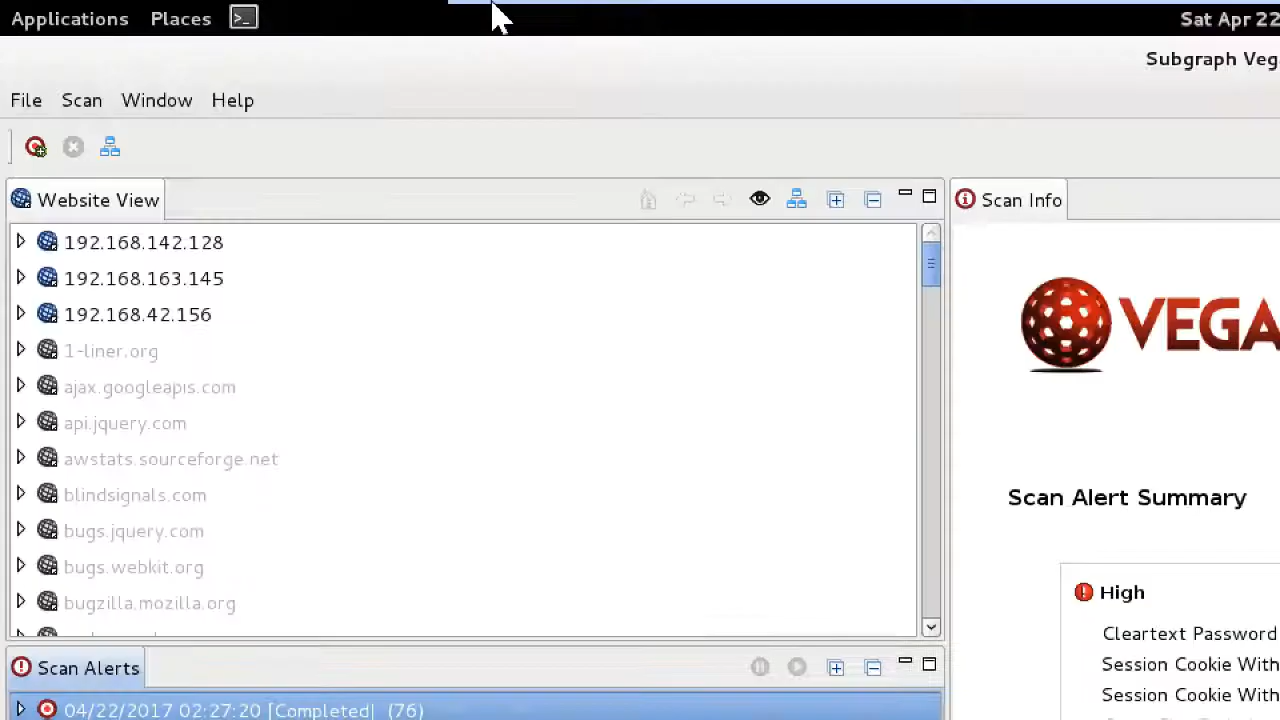 Applications Places Sat Apr 22
Subgraph Veg
File Scan Window Help
Website View
192.168.142.128
192.168.163.145
192.168.42.156
1-liner.org
ajax.googleapis.com
api.jquery.com
awstats.sourceforge.net
blindsignals.com
bugs.jquery.com
bugs.webkit.org
bugzilla.mozilla.org
Scan Alerts
04/22/2017 02:27:20 [Completed] (76)
Scan Info
VEGA
Scan Alert Summary
High
Cleartext Password
Session Cookie With
Session Cookie With